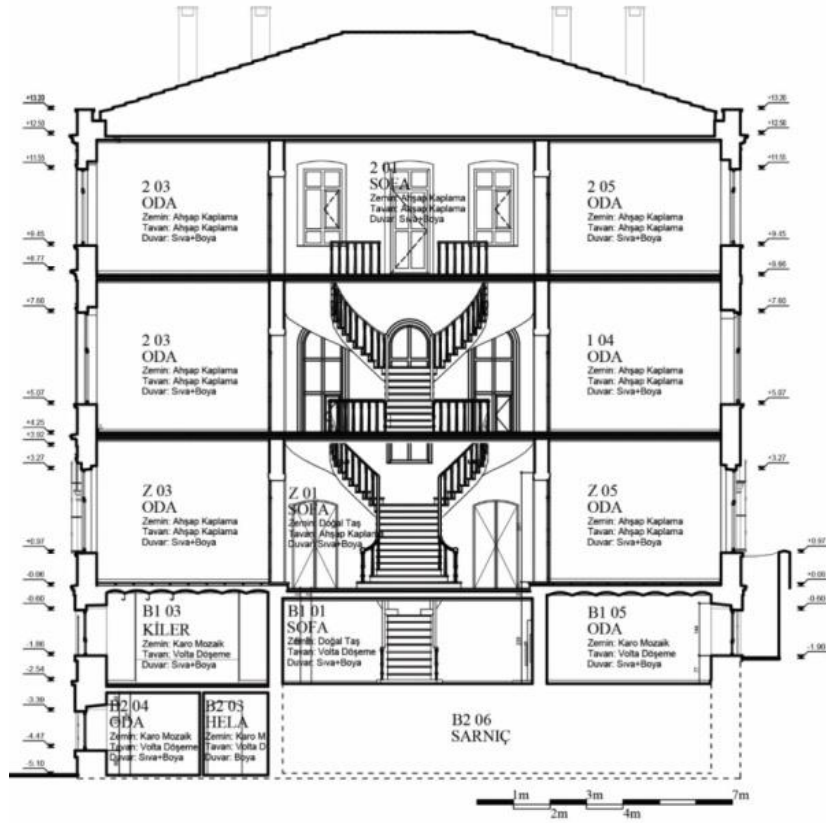 +13.20
+12.50
+11.55
+9.85
+8.77
+7.60
+5.07
+4.25
+3.92
+3.27
+0.97
-0.06
-0.60
-1.86
-2.54
-3.39
-4.47
-5.10
2 03
ODA
Zemin: Ahşap Kaplama
Tavan: Ahşap Kaplama
Duvar: Sıva+Boya
2 01
SOFA
Zemin: Ahşap Kaplama
Tavan: Ahşap Kaplama
Duvar: Sıva+Boya
2 05
ODA
Zemin: Ahşap Kaplama
Tavan: Ahşap Kaplama
Duvar: Sıva+Boya
2 03
ODA
Zemin: Ahşap Kaplama
Tavan: Ahşap Kaplama
Duvar: Sıva+Boya
1 04
ODA
Zemin: Ahşap Kaplama
Tavan: Ahşap Kaplama
Duvar: Sıva+Boya
Z 03
ODA
Zemin: Ahşap Kaplama
Tavan: Ahşap Kaplama
Duvar: Sıva+Boya
Z 01
SOFA
Zemin: Doğal Taş
Tavan: Ahşap Kaplama
Duvar: Sıva+Boya
Z 05
ODA
Zemin: Ahşap Kaplama
Tavan: Ahşap Kaplama
Duvar: Sıva+Boya
B1 03
KİLER
Zemin: Karo Mozaik
Tavan: Volta Döşeme
Duvar: Sıva+Boya
B1 01
SOFA
Zemin: Doğal Taş
Tavan: Volta Döşeme
Duvar: Sıva+Boya
B1 05
ODA
Zemin: Karo Mozaik
Tavan: Volta Döşeme
Duvar: Sıva+Boya
B2 04
ODA
Zemin: Karo Mozaik
Tavan: Volta Döşeme
Duvar: Sıva+Boya
B2 03
HELA
Zemin: Karo M
Tavan: Volta D
Duvar: Boya
B2 06
SARNIÇ
+13.20
+12.50
+11.55
+9.85
+7.60
+5.07
+3.27
+0.97
-0.60
-1.90
1m
3m
7m
2m
4m